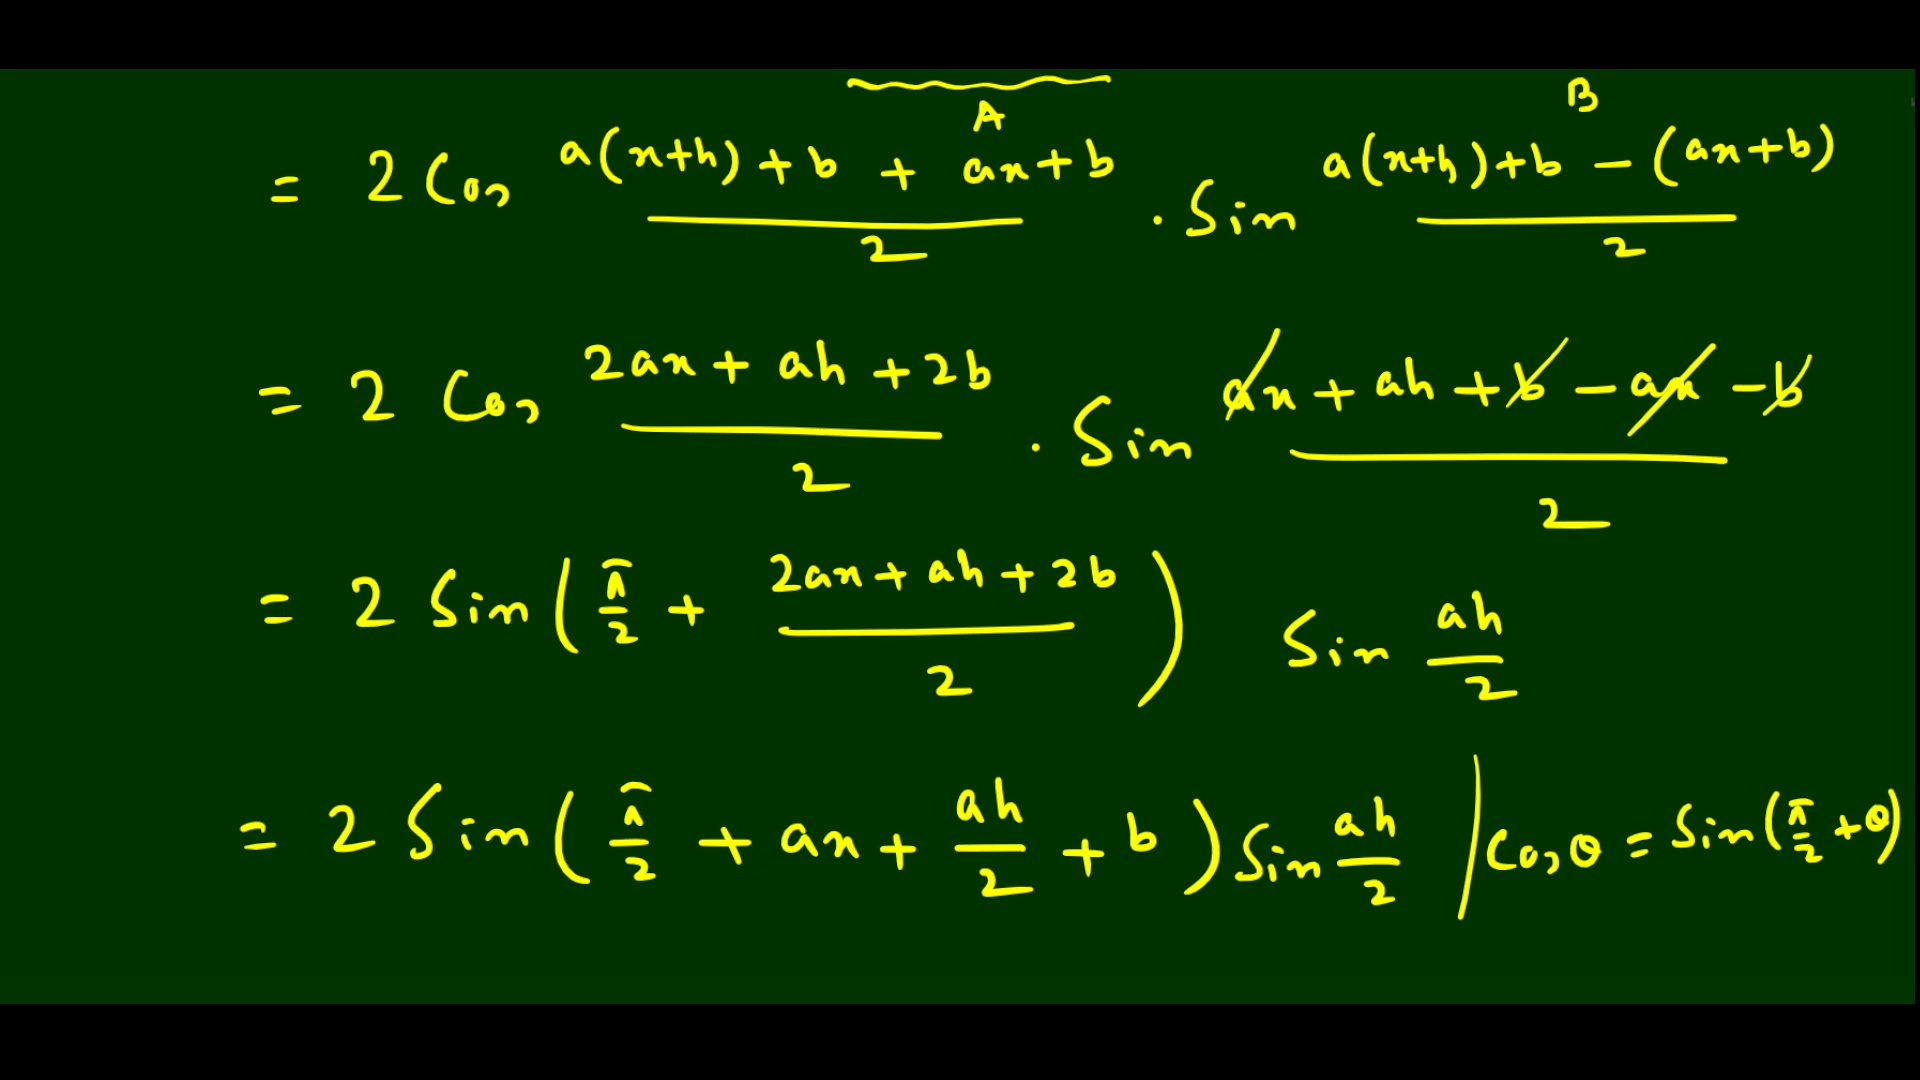 A B
= 2 Cos (a(x+h)+b + ax+b)/2 . Sin (a(x+h)+b - (ax+b))/2
= 2 Cos (2ax + ah + 2b)/2 . Sin (ax + ah + b - ax - b)/2
= 2 Sin(π/2 + (2ax + ah + 2b)/2) Sin ah/2
= 2 Sin(π/2 + ax + ah/2 + b) Sin ah/2 | Cos θ = Sin(π/2 + θ)